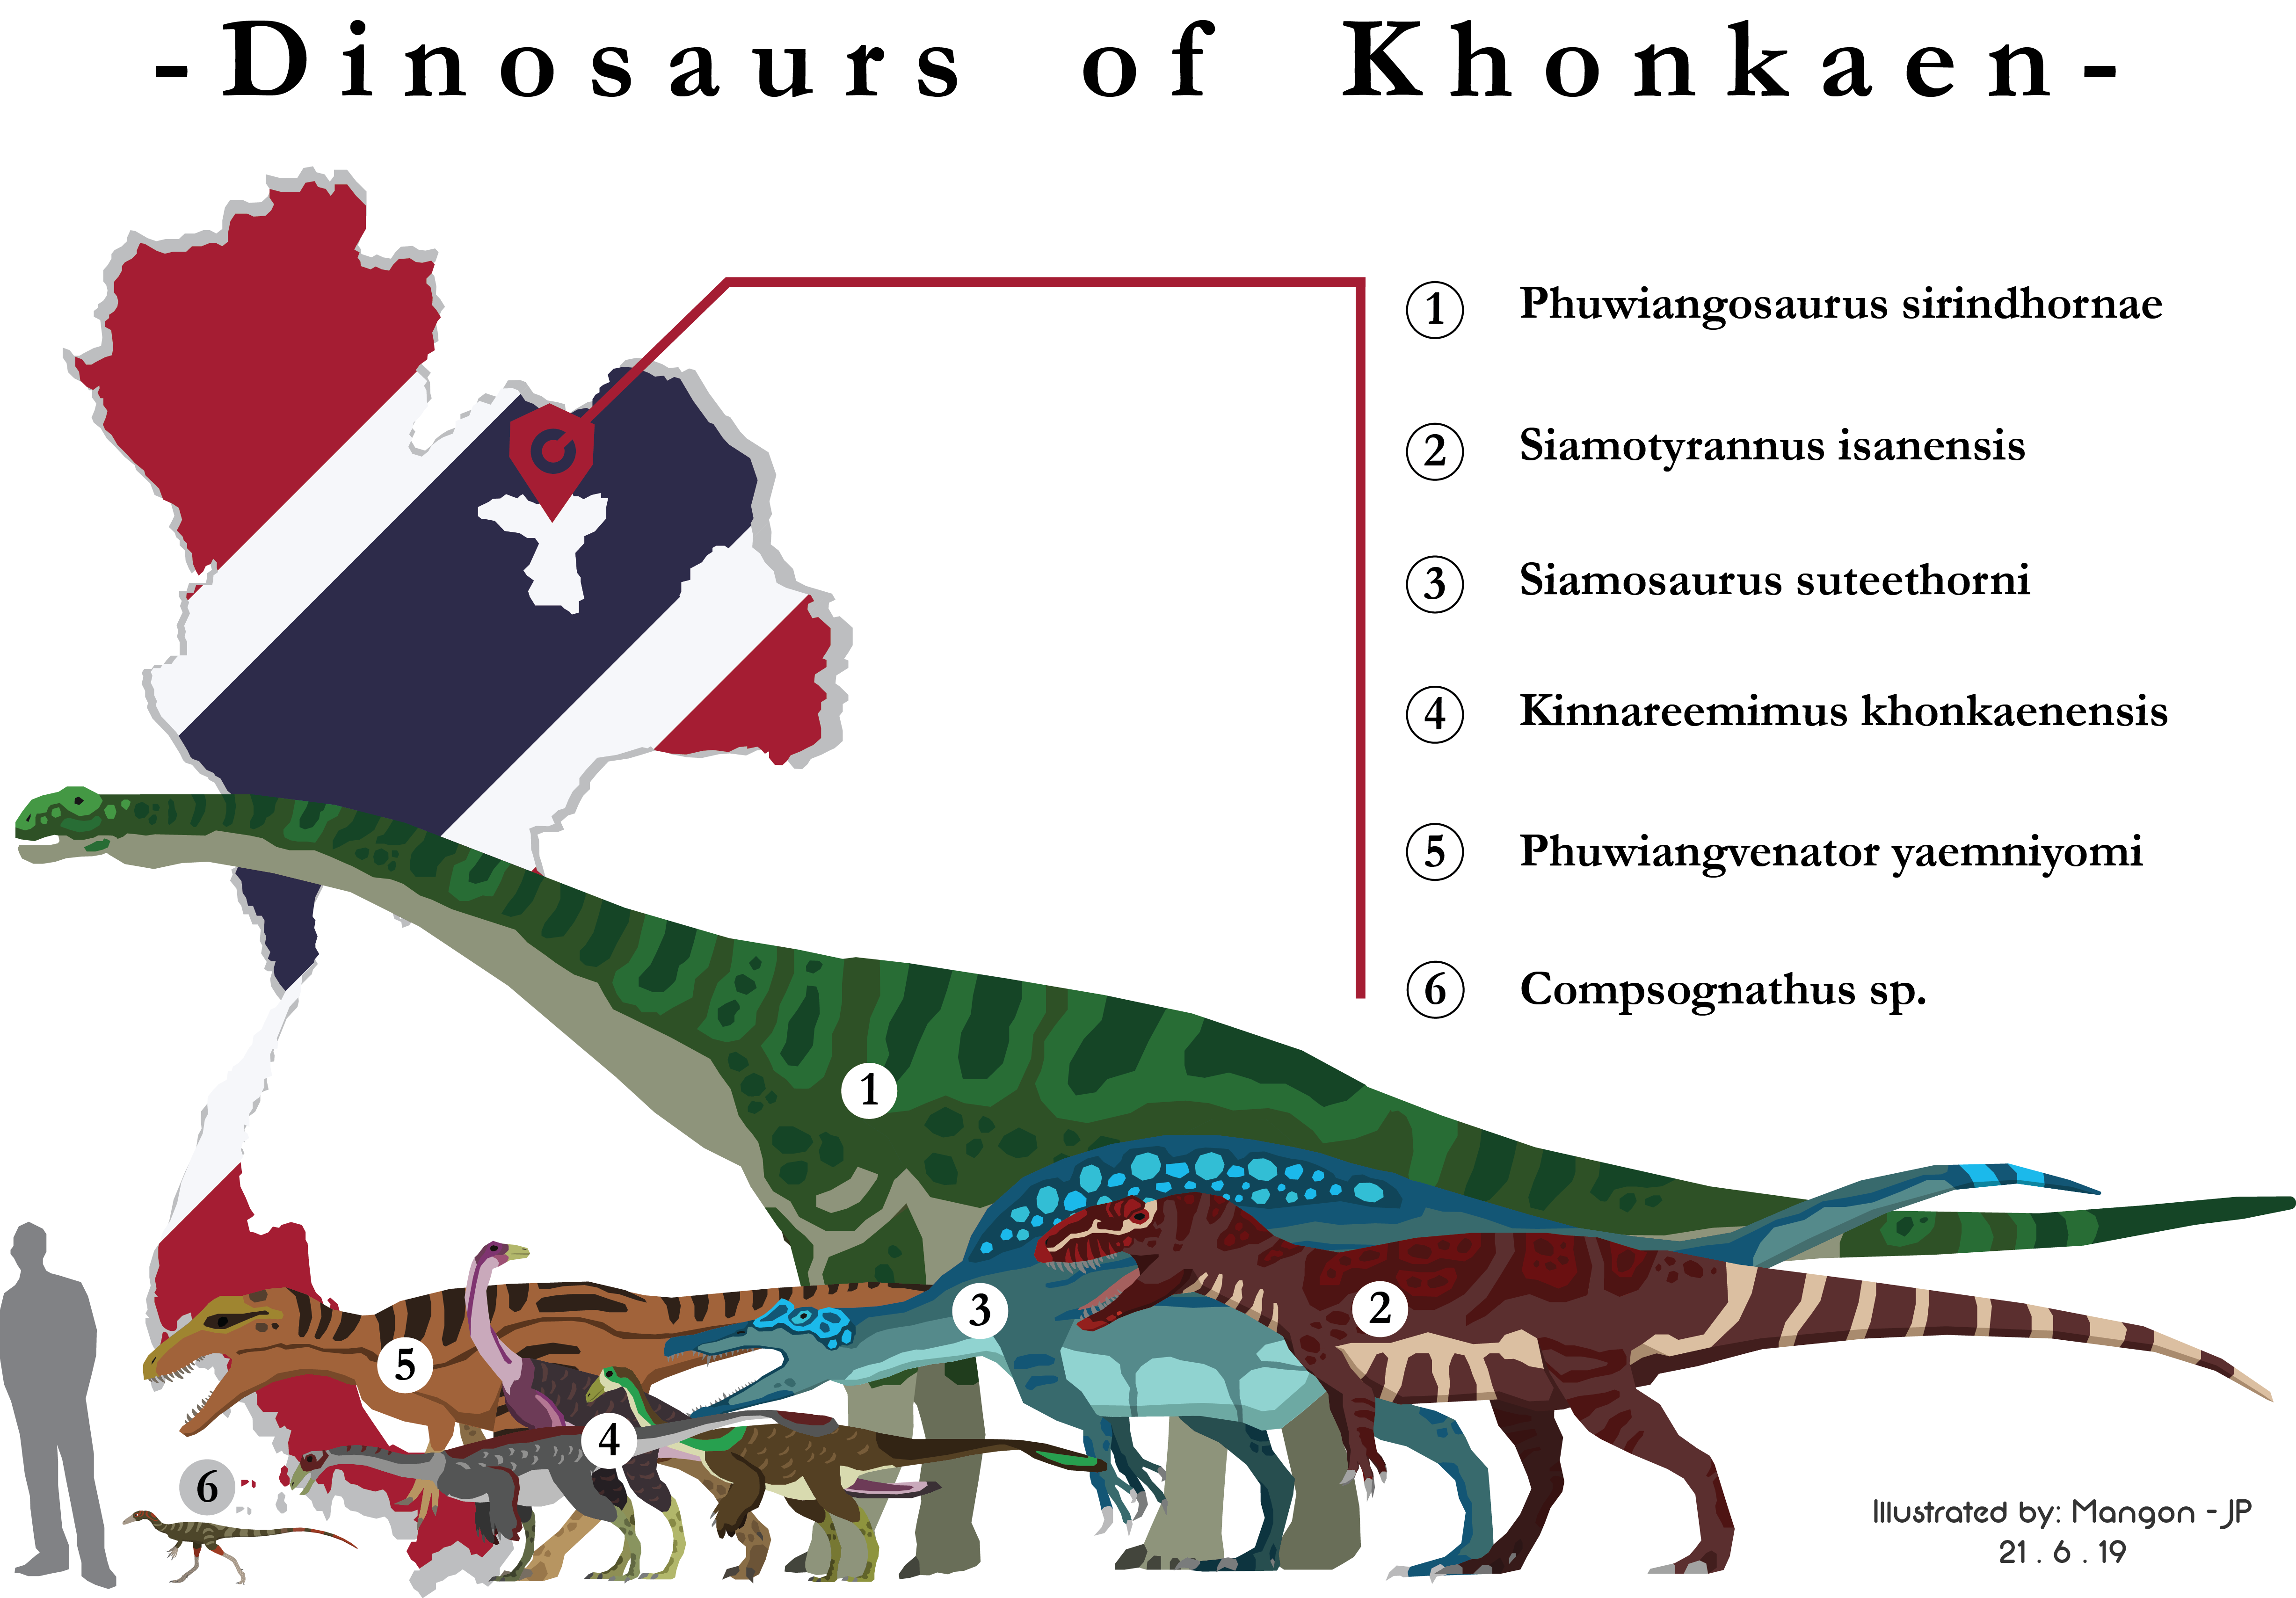 -Dinosaurs of Khonkaen-
1 Phuwiangosaurus sirindhornae
2 Siamotyrannus isanensis
3 Siamosaurus suteethorni
4 Kinnareemimus khonkaenensis
5 Phuwiangvenator yaemniyomi
6 Compsognathus sp.
1
3
2
5
4
6
Illustrated by: Mangon -JP
21 . 6 . 19